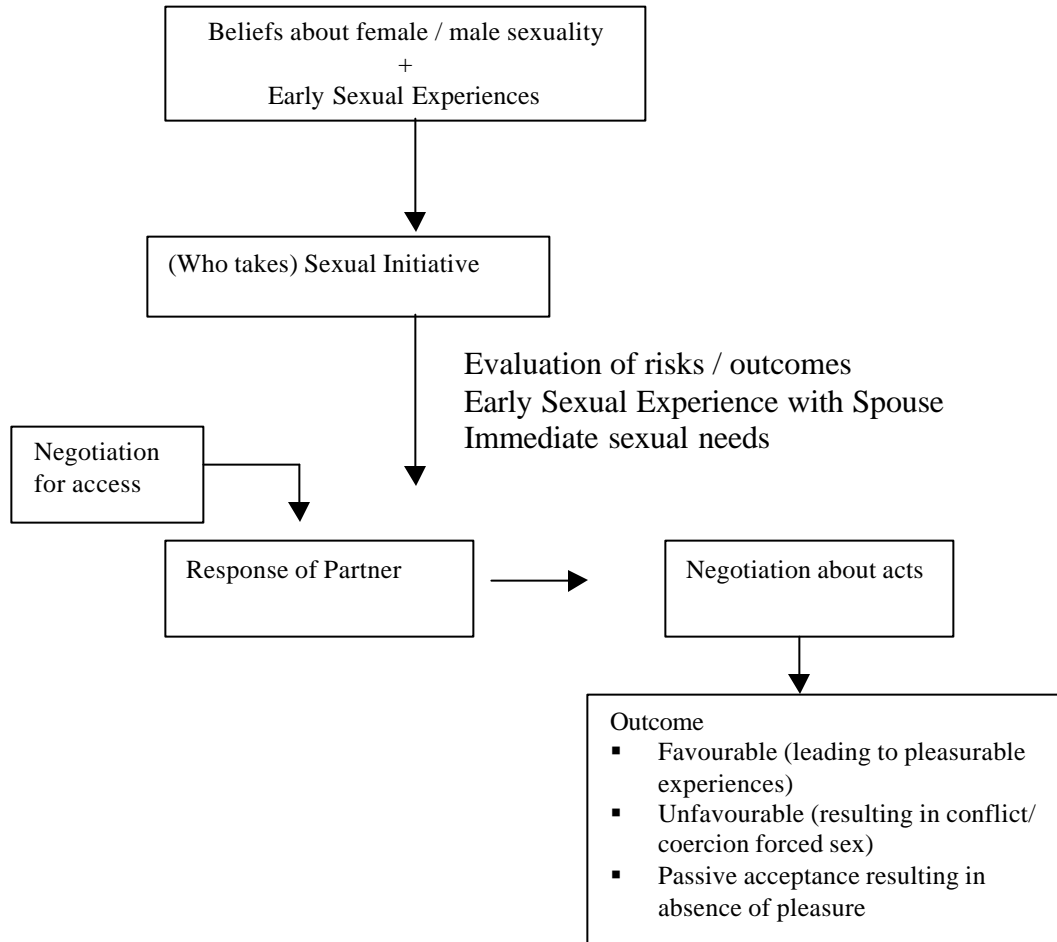 Beliefs about female / male sexuality
+
Early Sexual Experiences
(Who takes) Sexual Initiative
Evaluation of risks / outcomes
Early Sexual Experience with Spouse
Immediate sexual needs
Negotiation
for access
Response of Partner
Negotiation about acts
Outcome
▪ Favourable (leading to pleasurable
experiences)
▪ Unfavourable (resulting in conflict/
coercion forced sex)
▪ Passive acceptance resulting in
absence of pleasure